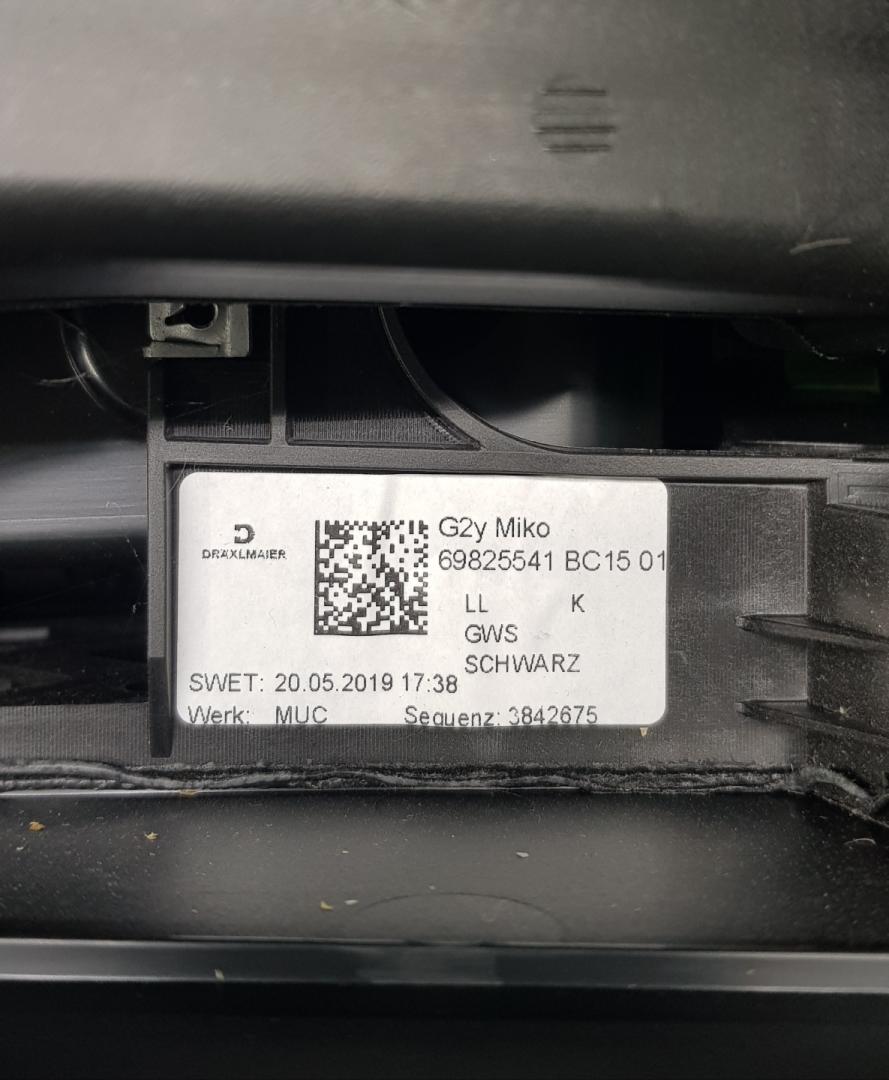 G2y Miko
DRÄXLMAIER
69825541 BC15 01
LL K
GWS
SCHWARZ
SWET: 20.05.2019 17:38
Werk: MUC Sequenz: 3842675